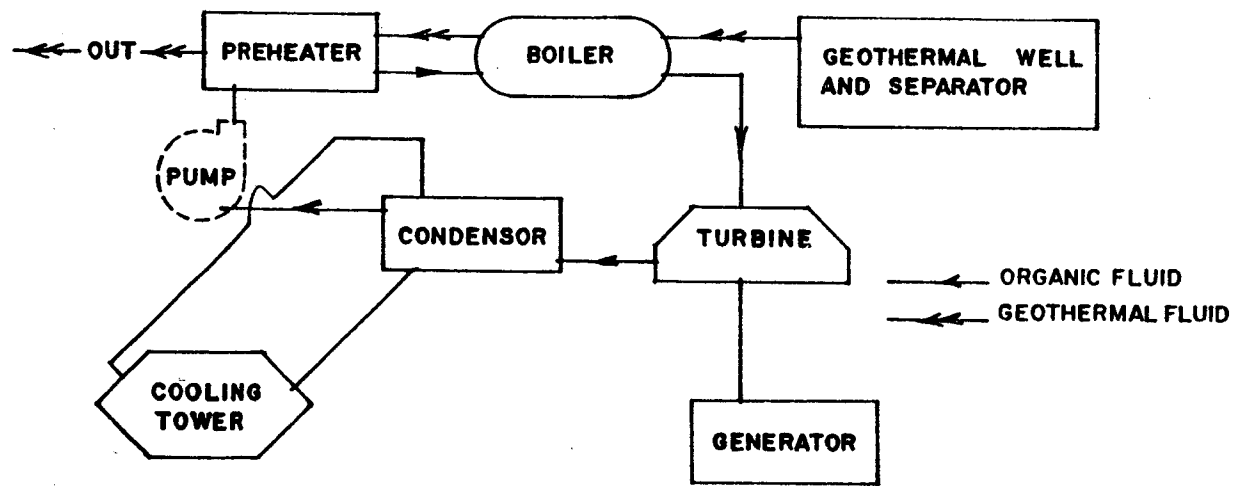 OUT
PREHEATER
BOILER
GEOTHERMAL WELL
AND SEPARATOR
PUMP
CONDENSOR
TURBINE
ORGANIC FLUID
GEOTHERMAL FLUID
COOLING
TOWER
GENERATOR